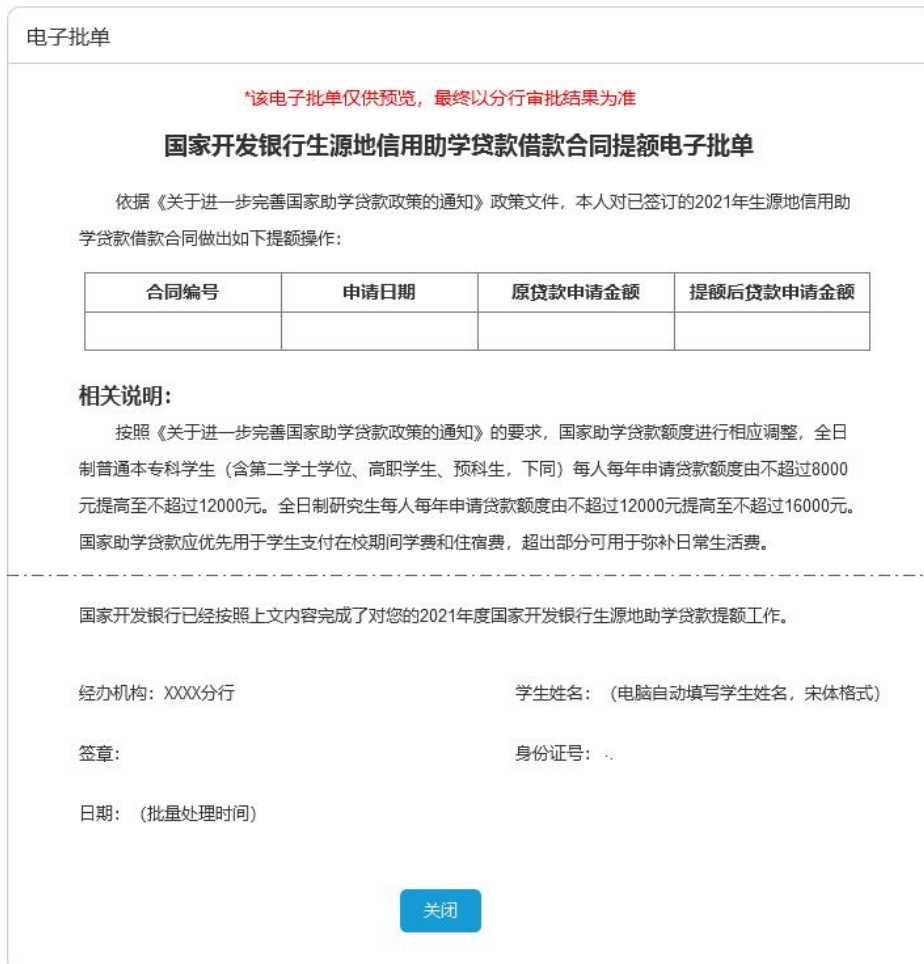 电子批单
*该电子批单仅供预览，最终以分行审批结果为准
国家开发银行生源地信用助学贷款借款合同提额电子批单
依据《关于进一步完善国家助学贷款政策的通知》政策文件，本人对已签订的2021年生源地信用助
学贷款借款合同做出如下提额操作：
合同编号 申请日期 原贷款申请金额 提额后贷款申请金额
相关说明：
按照《关于进一步完善国家助学贷款政策的通知》的要求，国家助学贷款额度进行相应调整，全日
制普通本专科学生（含第二学士学位、高职学生、预科生，下同）每人每年申请贷款额度由不超过8000
元提高至不超过12000元。全日制研究生每人每年申请贷款额度由不超过12000元提高至不超过16000元。
国家助学贷款应优先用于学生支付在校期间学费和住宿费，超出部分可用于弥补日常生活费。
国家开发银行已经按照上文内容完成了对您的2021年度国家开发银行生源地助学贷款提额工作。
经办机构：XXXX分行 学生姓名：（电脑自动填写学生姓名，宋体格式）
签章： 身份证号：
日期：（批量处理时间）
关闭